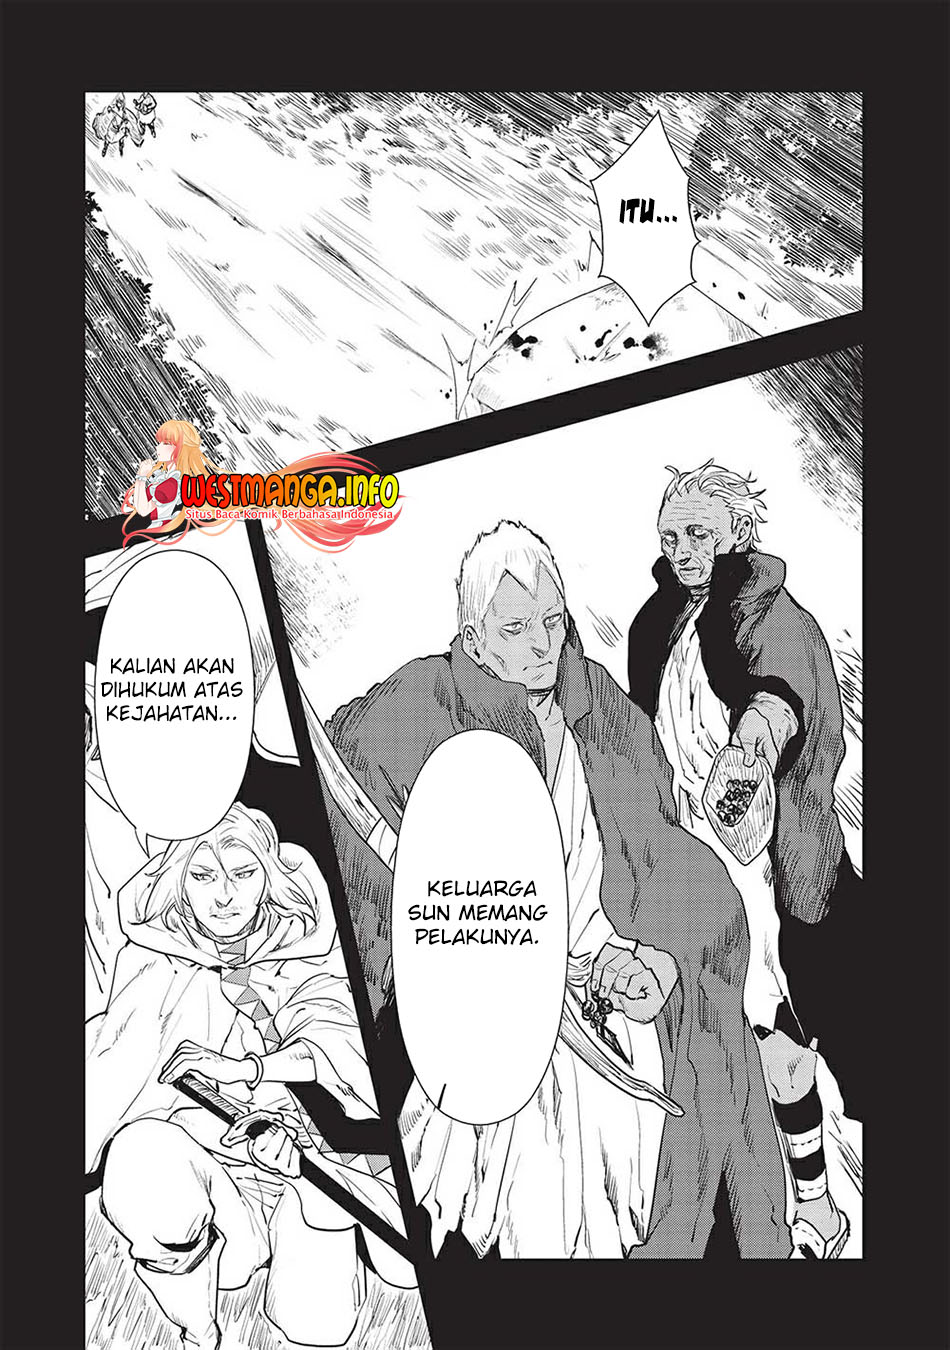 ITU...
WESTMANGA.INFO
Situs Baca Komik Berbahasa Indonesia
KELUARGA
SUN MEMANG
PELAKUNYA.
KALIAN AKAN
DIHUKUM ATAS
KEJAHATAN...